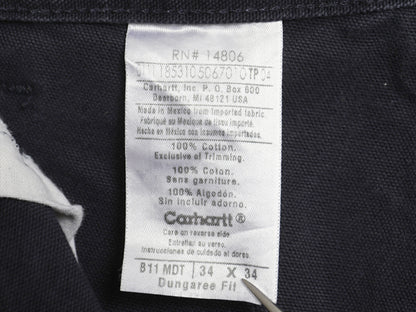 RN# 14806
0111853105067010 TP 04
Carhartt, Inc. P.O. Box 600
Dearborn, MI 48121 USA
Made in Mexico from imported fabric.
Fabriqué au Mexique de tissu importé.
Hecho en México con insumos importados.
100% Cotton.
Exclusive of Trimming.
100% Coton.
Sans garniture.
100% Algodón.
Sin incluir adorno.
Carhartt
Care on reverse side
Entretien au verso.
Instrucciones de cuidado al dorso.
B11 MDT 34 X 34
Dungaree Fit